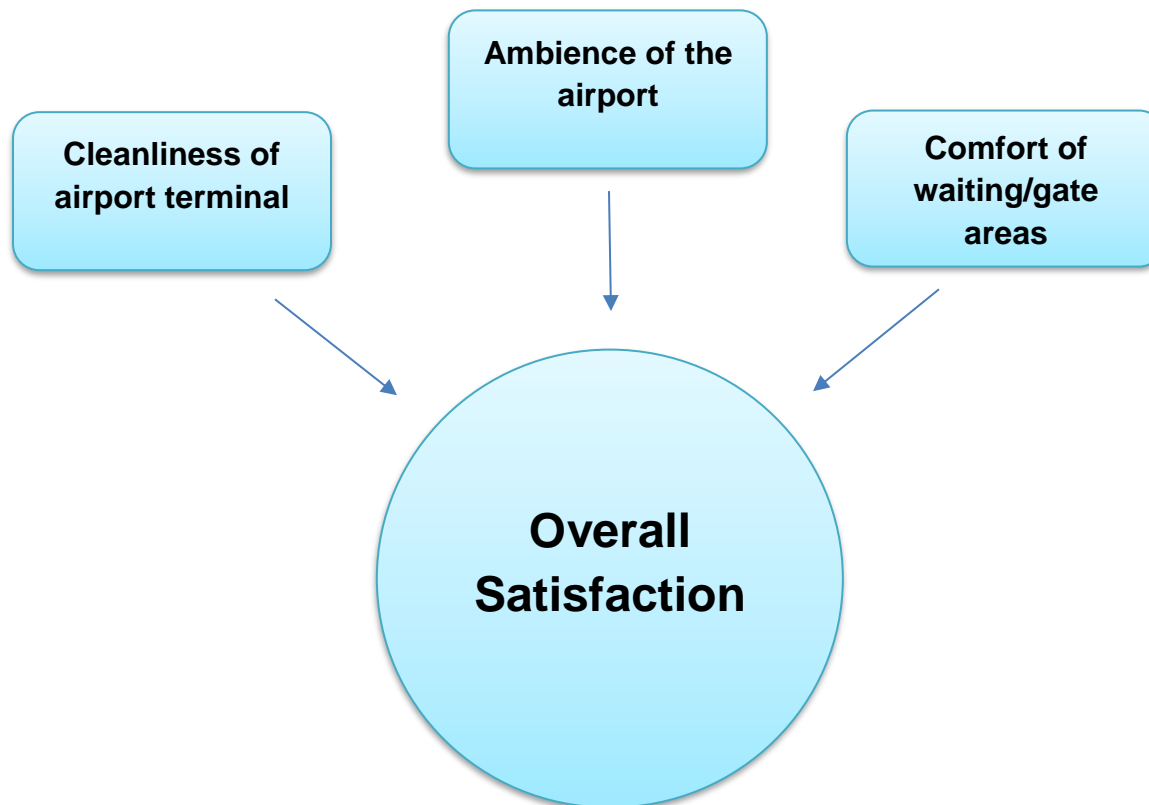 Cleanliness of
airport terminal
Ambience of the
airport
Comfort of
waiting/gate
areas
Overall
Satisfaction